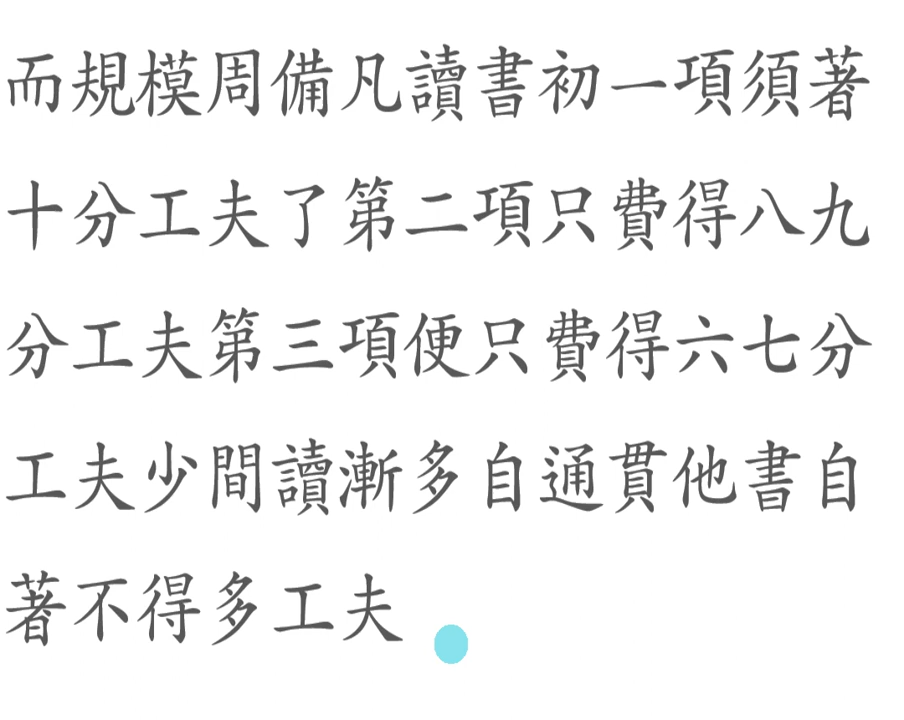 而規模周備凡讀書初一項須著
十分工夫了第二項只費得八九
分工夫第三項便只費得六七分
工夫少間讀漸多自通貫他書自
著不得多工夫